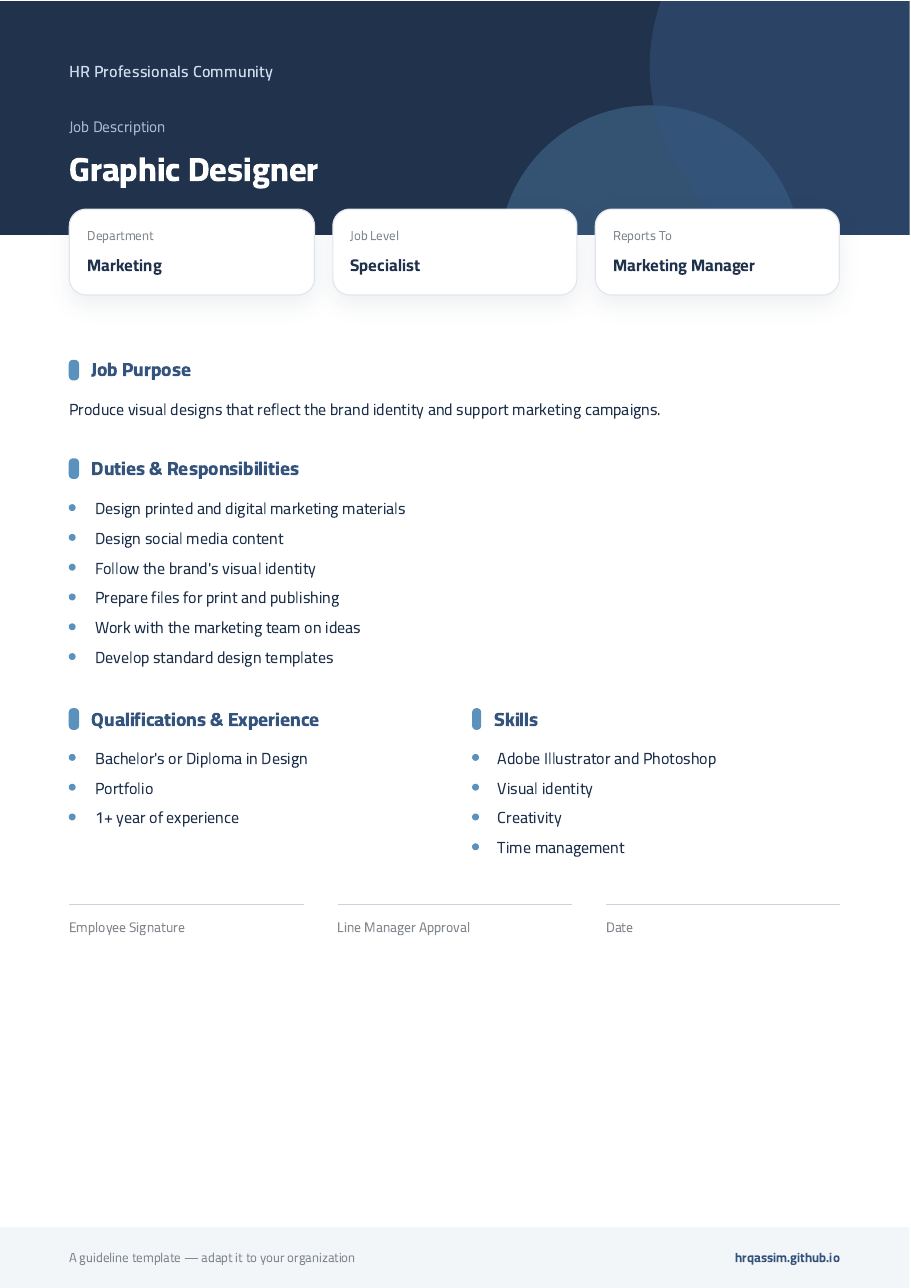 HR Professionals Community
Job Description
Graphic Designer
Department
Marketing
Job Level
Specialist
Reports To
Marketing Manager
Job Purpose
Produce visual designs that reflect the brand identity and support marketing campaigns.
Duties & Responsibilities
Design printed and digital marketing materials
Design social media content
Follow the brand's visual identity
Prepare files for print and publishing
Work with the marketing team on ideas
Develop standard design templates
Qualifications & Experience
Bachelor's or Diploma in Design
Portfolio
1+ year of experience
Skills
Adobe Illustrator and Photoshop
Visual identity
Creativity
Time management
Employee Signature
Line Manager Approval
Date
A guideline template — adapt it to your organization
hrqassim.github.io